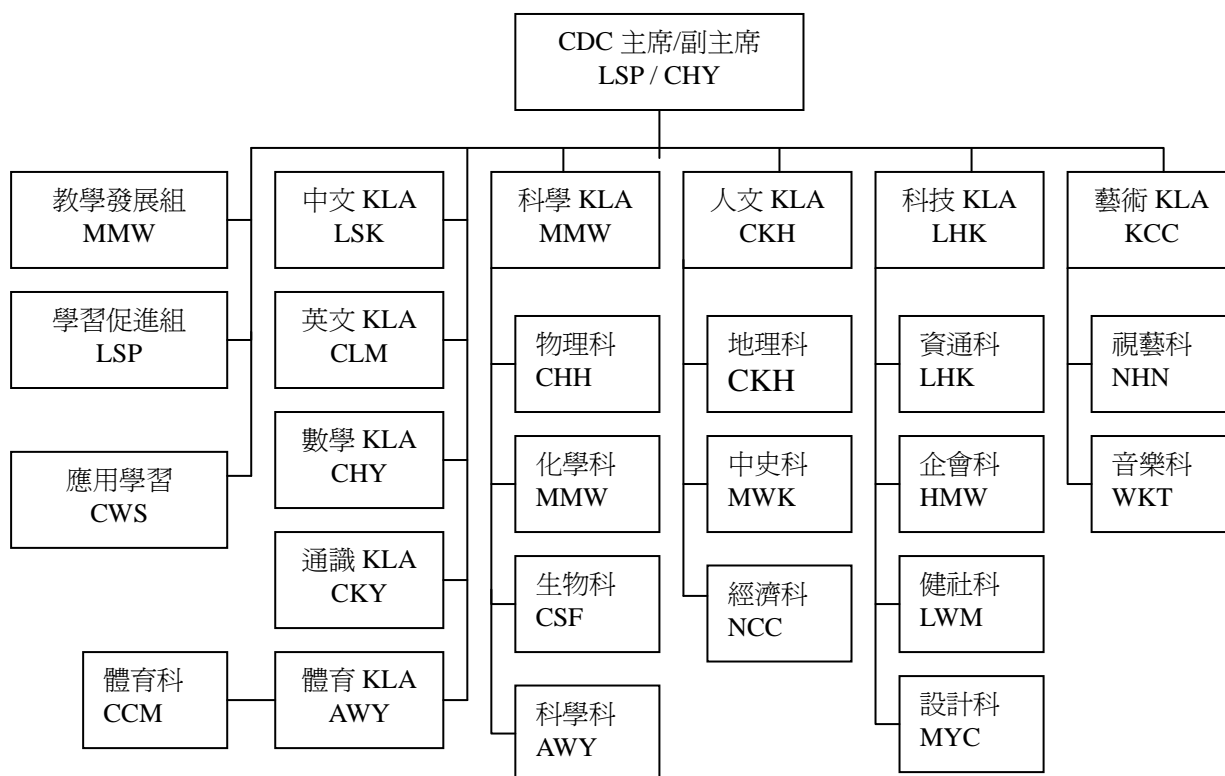 CDC 主席/副主席
LSP / CHY
教學發展組
MMW
中文 KLA
LSK
科學 KLA
MMW
人文 KLA
CKH
科技 KLA
LHK
藝術 KLA
KCC
學習促進組
LSP
英文 KLA
CLM
物理科
CHH
地理科
CKH
資通科
LHK
視藝科
NHN
應用學習
CWS
數學 KLA
CHY
化學科
MMW
中史科
MWK
企會科
HMW
音樂科
WKT
通識 KLA
CKY
生物科
CSF
經濟科
NCC
健社科
LWM
體育科
CCM
體育 KLA
AWY
科學科
AWY
設計科
MYC